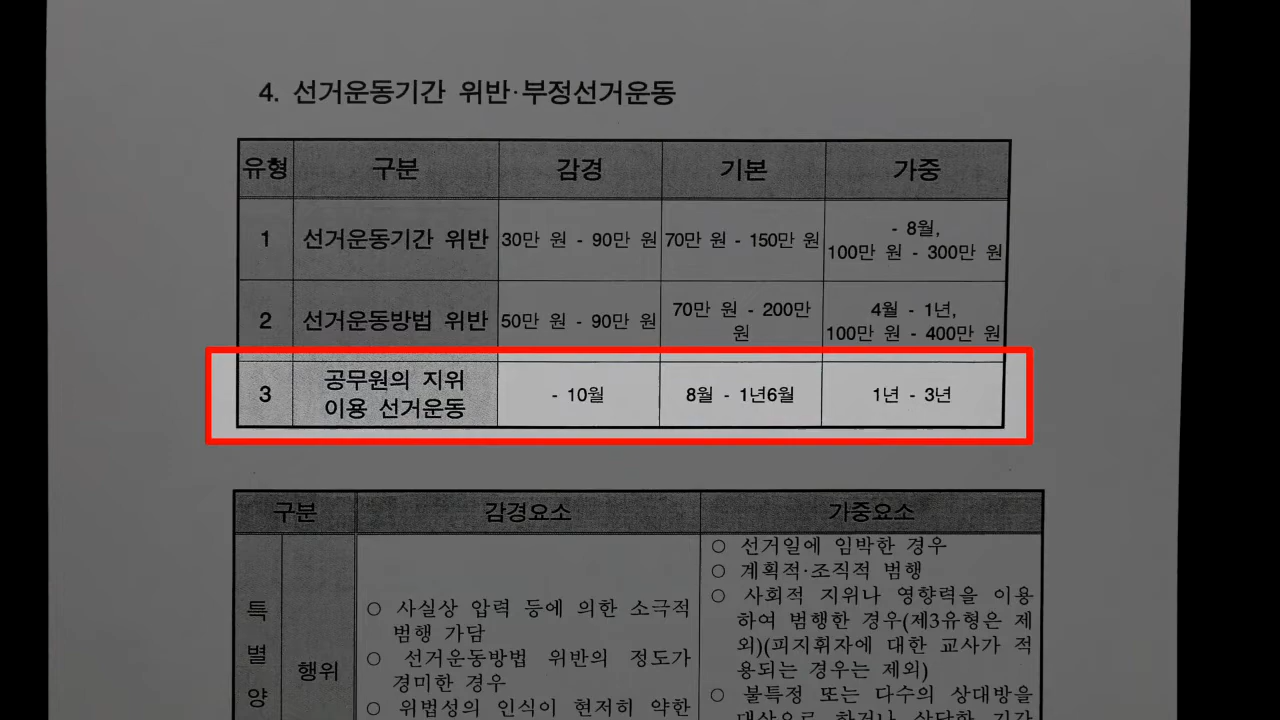 4. 선거운동기간 위반·부정선거운동
유형 구분 감경 기본 가중
1 선거운동기간 위반 30만 원 - 90만 원 70만 원 - 150만 원 - 8월,
100만 원 - 300만 원
2 선거운동방법 위반 50만 원 - 90만 원 70만 원 - 200만
원 4월 - 1년,
100만 원 - 400만 원
3 공무원의 지위
이용 선거운동 - 10월 8월 - 1년6월 1년 - 3년
구분 감경요소 가중요소
특
별
양
행위
○ 사실상 압력 등에 의한 소극적
범행 가담
○ 선거운동방법 위반의 정도가
경미한 경우
○ 위법성의 인식이 현저히 약한
○ 선거일에 임박한 경우
○ 계획적·조직적 범행
○ 사회적 지위나 영향력을 이용
하여 범행한 경우(제3유형은 제
외)(피지휘자에 대한 교사가 적
용되는 경우는 제외)
○ 불특정 또는 다수의 상대방을
대상으로 하거나 상당한 기간